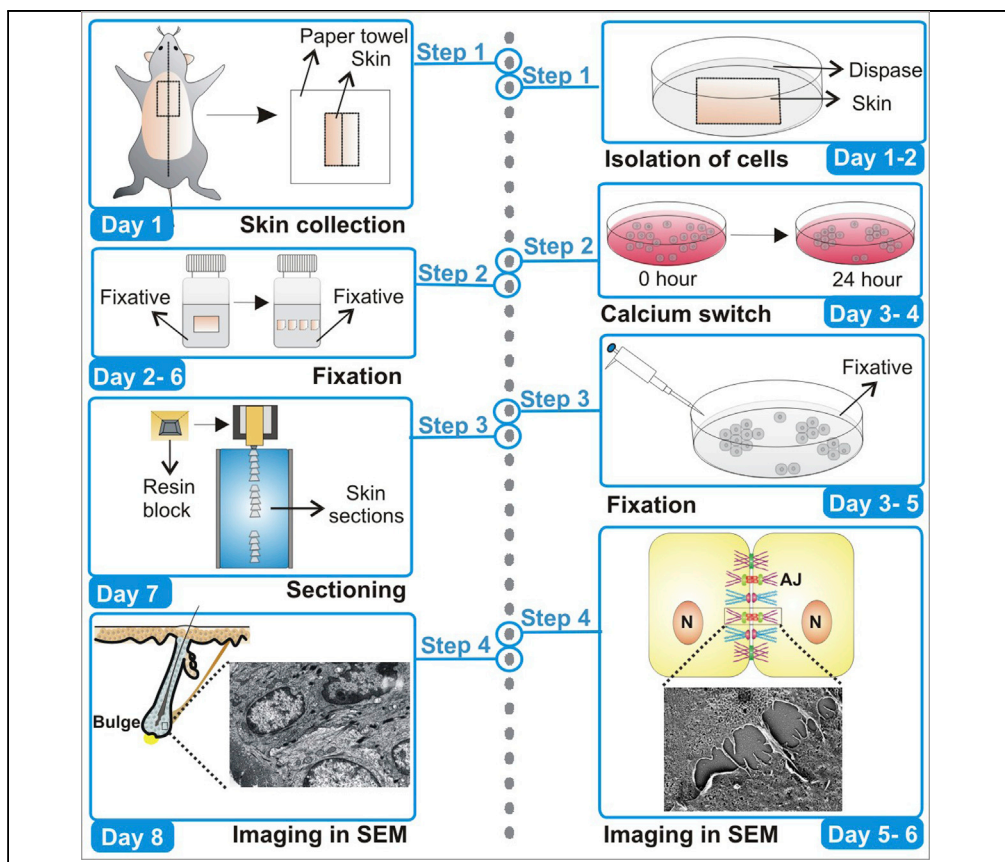 Paper towel
Skin
Day 1
Skin collection
Step 1
Step 1
Dispase
Skin
Isolation of cells
Day 1-2
Fixative
Fixative
Day 2- 6
Fixation
Step 2
Step 2
0 hour
24 hour
Calcium switch
Day 3- 4
Resin
block
Skin
sections
Day 7
Sectioning
Step 3
Step 3
Fixative
Fixation
Day 3- 5
Bulge
Day 8
Imaging in SEM
Step 4
Step 4
AJ
N
N
Imaging in SEM
Day 5- 6